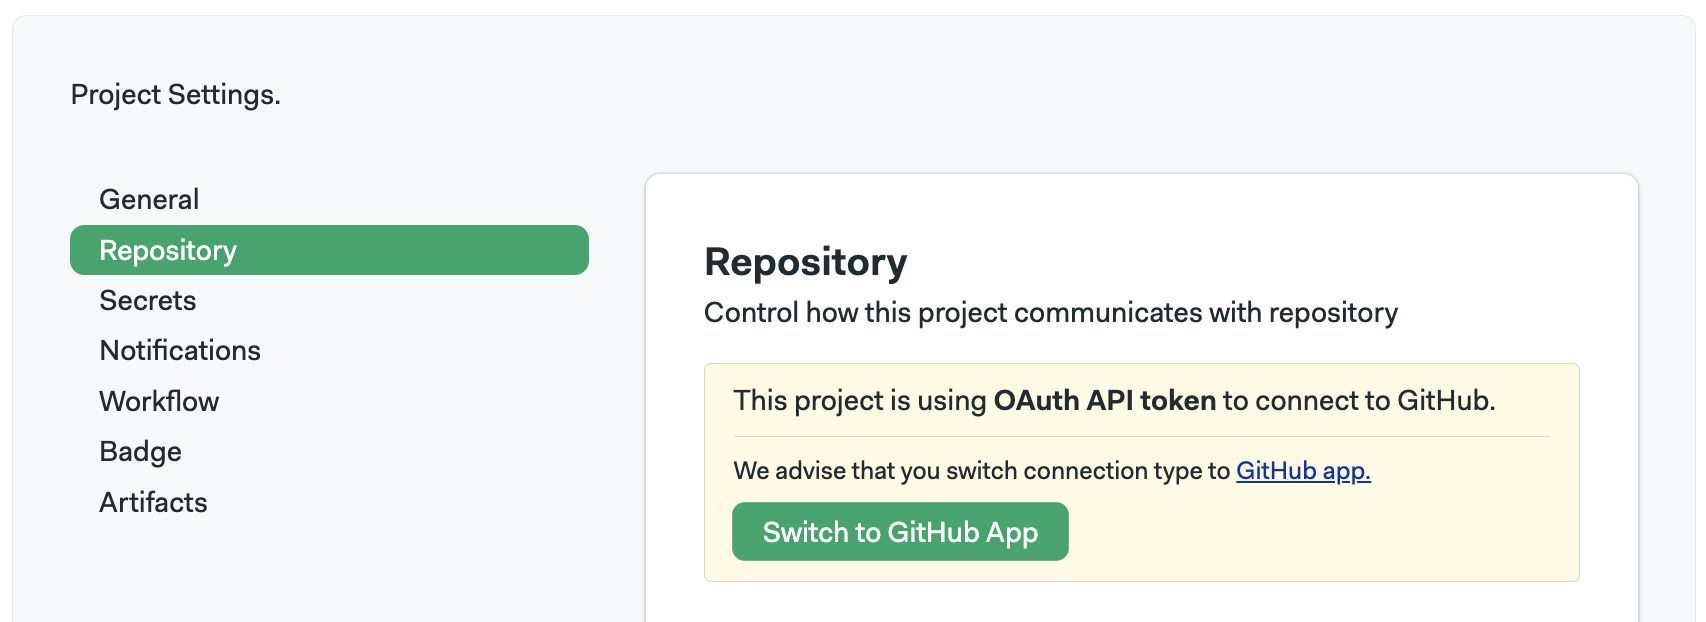 Project Settings.
General
Repository
Secrets
Notifications
Workflow
Badge
Artifacts
Repository
Control how this project communicates with repository
This project is using OAuth API token to connect to GitHub.
We advise that you switch connection type to GitHub app.
Switch to GitHub App